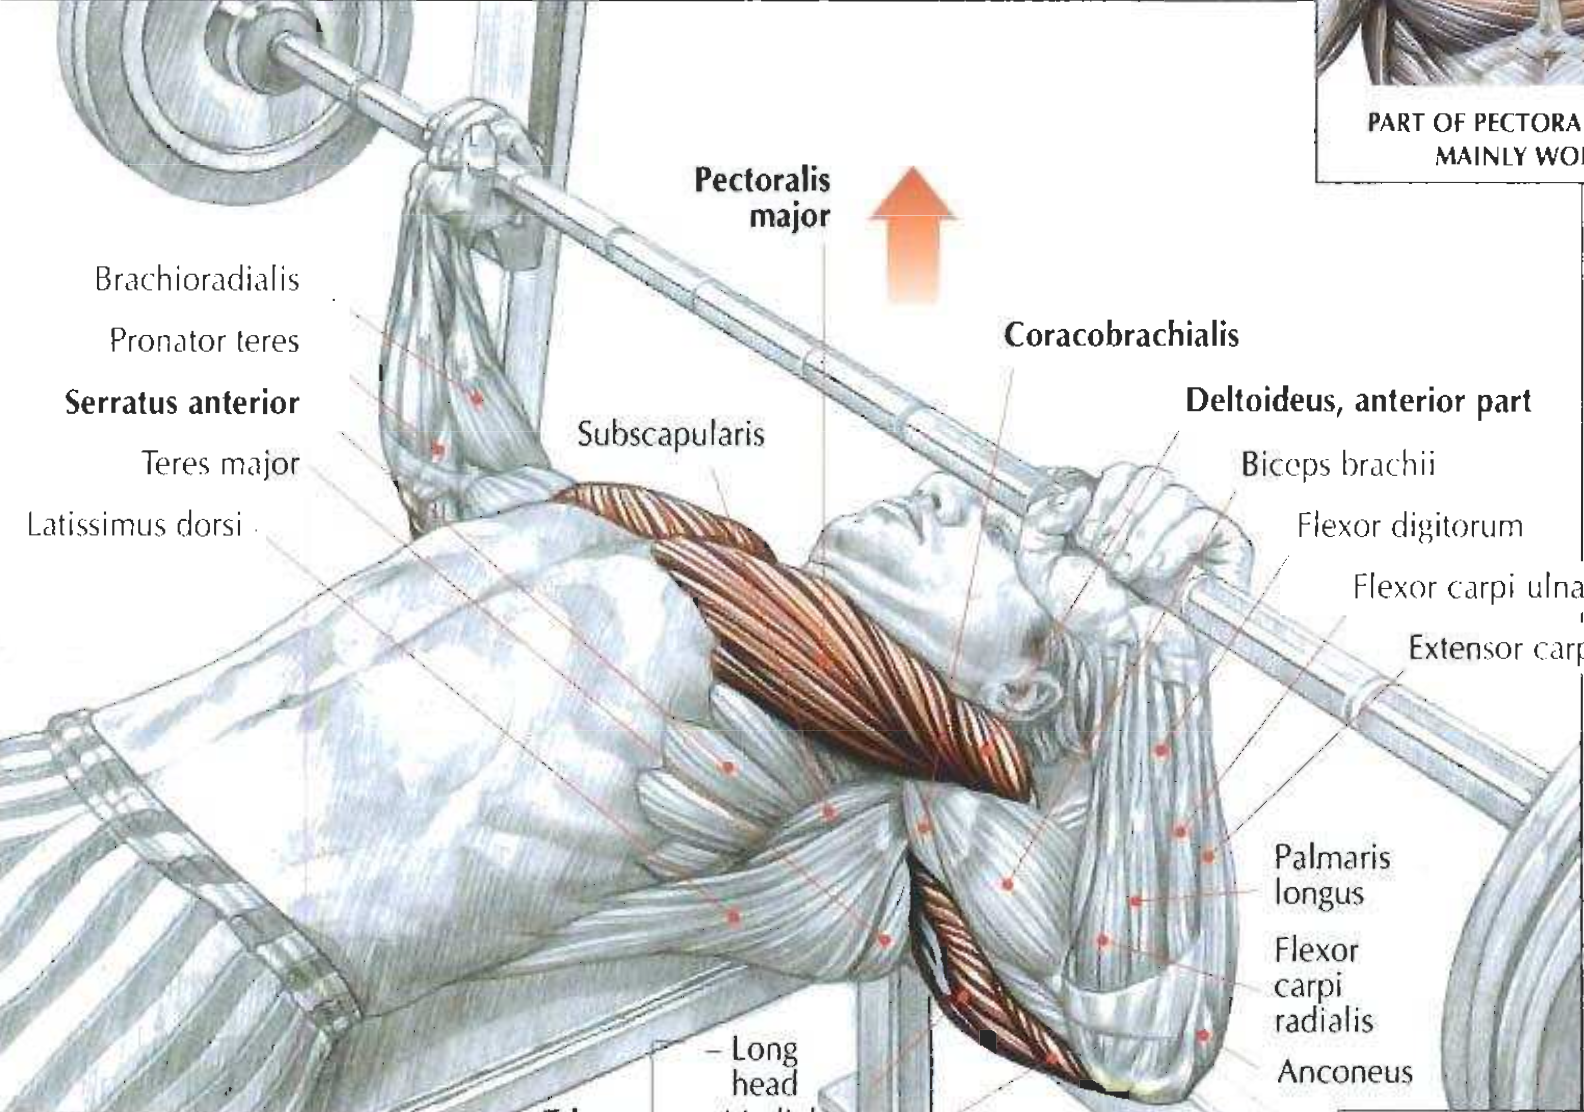 PART OF PECTORA
MAINLY WO
Pectoralis
major
Brachioradialis
Pronator teres
Serratus anterior
Teres major
Latissimus dorsi
Subscapularis
Coracobrachialis
Deltoideus, anterior part
Biceps brachii
Flexor digitorum
Flexor carpi ulna
Extensor carp
Palmaris
longus
Flexor
carpi
radialis
Anconeus
– Long
head